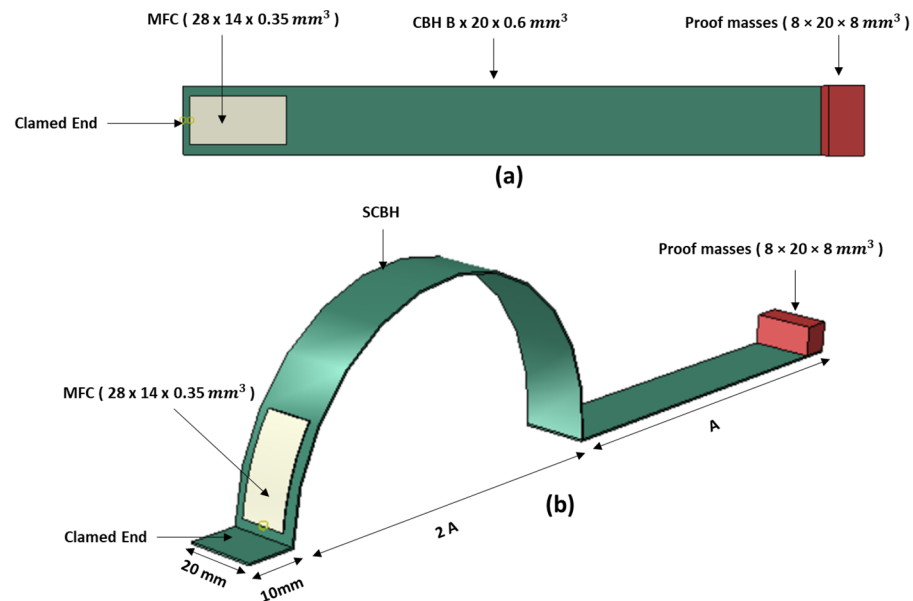 MFC ( 28 x 14 x 0.35 mm³ )
CBH B x 20 x 0.6 mm³
Proof masses ( 8 × 20 × 8 mm³ )
Clamed End
(a)
SCBH
Proof masses ( 8 × 20 × 8 mm³ )
MFC ( 28 x 14 x 0.35 mm³ )
A
(b)
Clamed End
2 A
20 mm
10mm